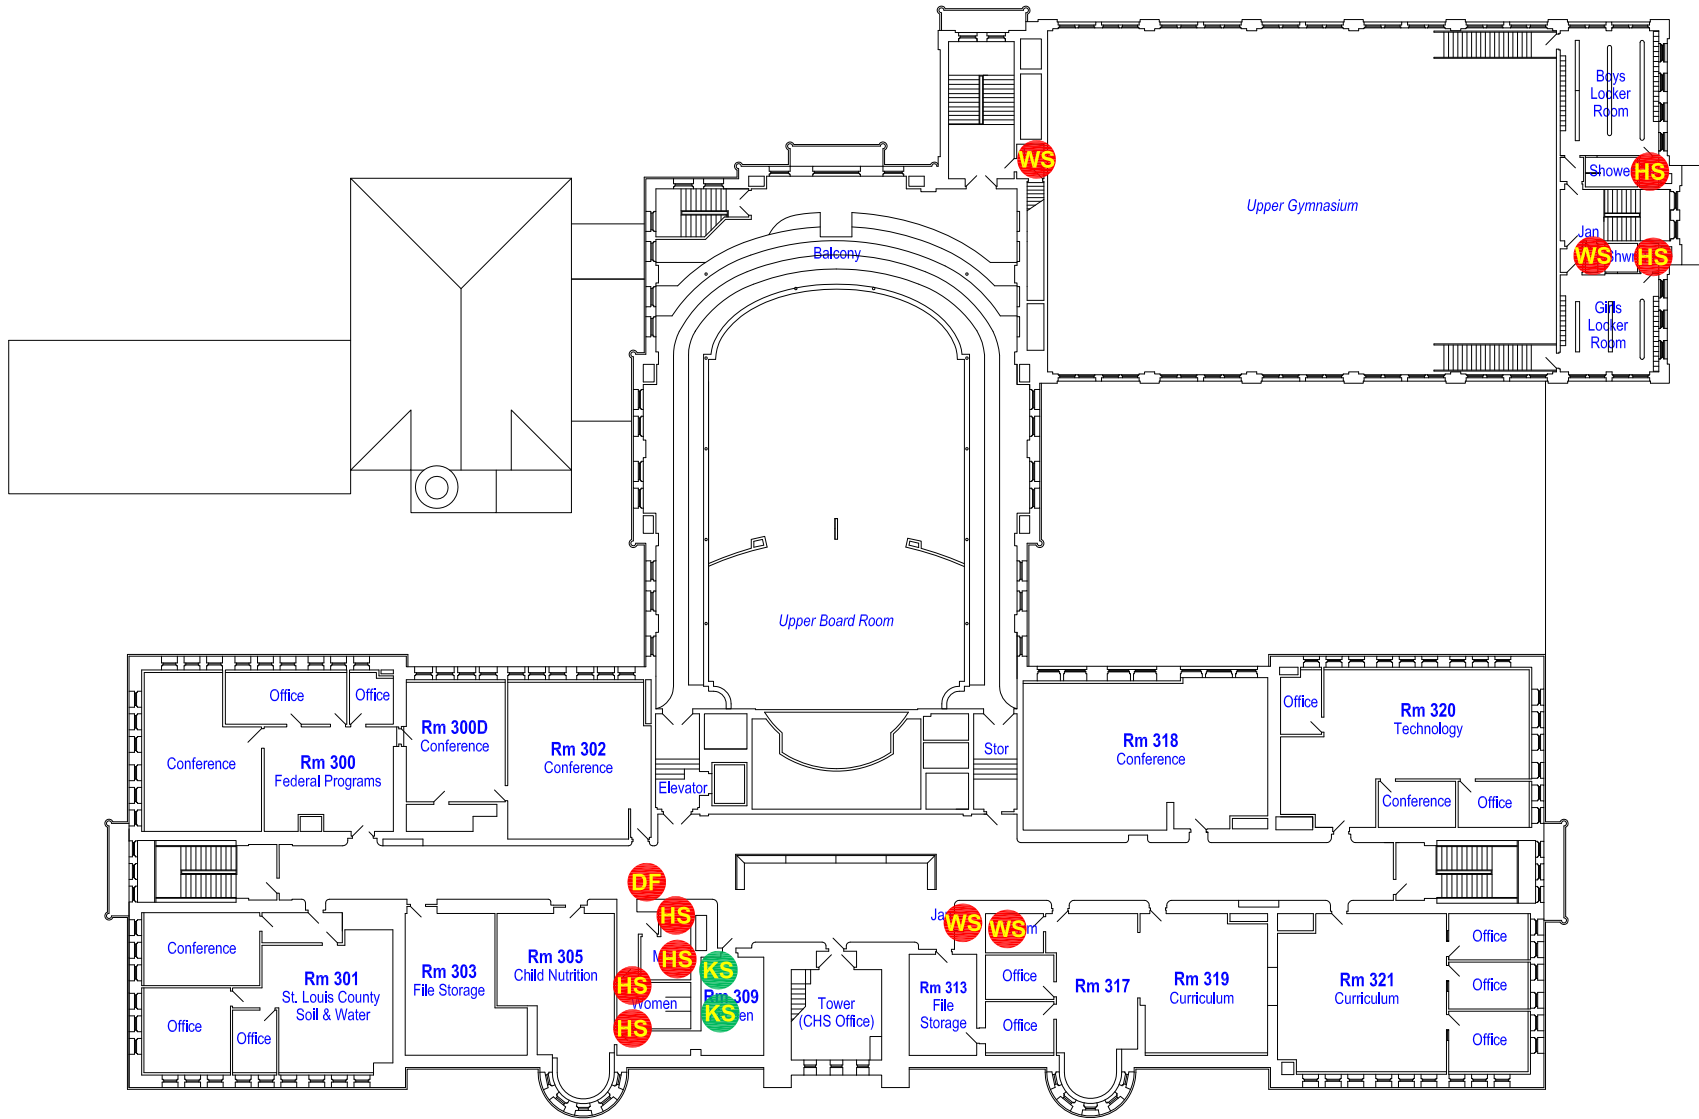 Boys
Locker
Room
WS
HS
Upper Gymnasium
Jan
Balcony
WS
HS
Girls
Locker
Room
Upper Board Room
Office
Office
Office
Rm 300D
Conference
Rm 320
Technology
Rm 302
Conference
Stor
Rm 318
Conference
Conference
Rm 300
Federal Programs
Elevator
Conference
Office
DF
HS
WS
WS
Office
Conference
HS
KS
Rm 305
Child Nutrition
Rm 303
File Storage
Rm 301
St. Louis County
Soil & Water
HS
Women
Rm 309
KS
HS
Tower
(CHS Office)
Rm 313
File
Storage
Office
Rm 317
Rm 319
Curriculum
Rm 321
Curriculum
Office
Office
Office
Office
Office